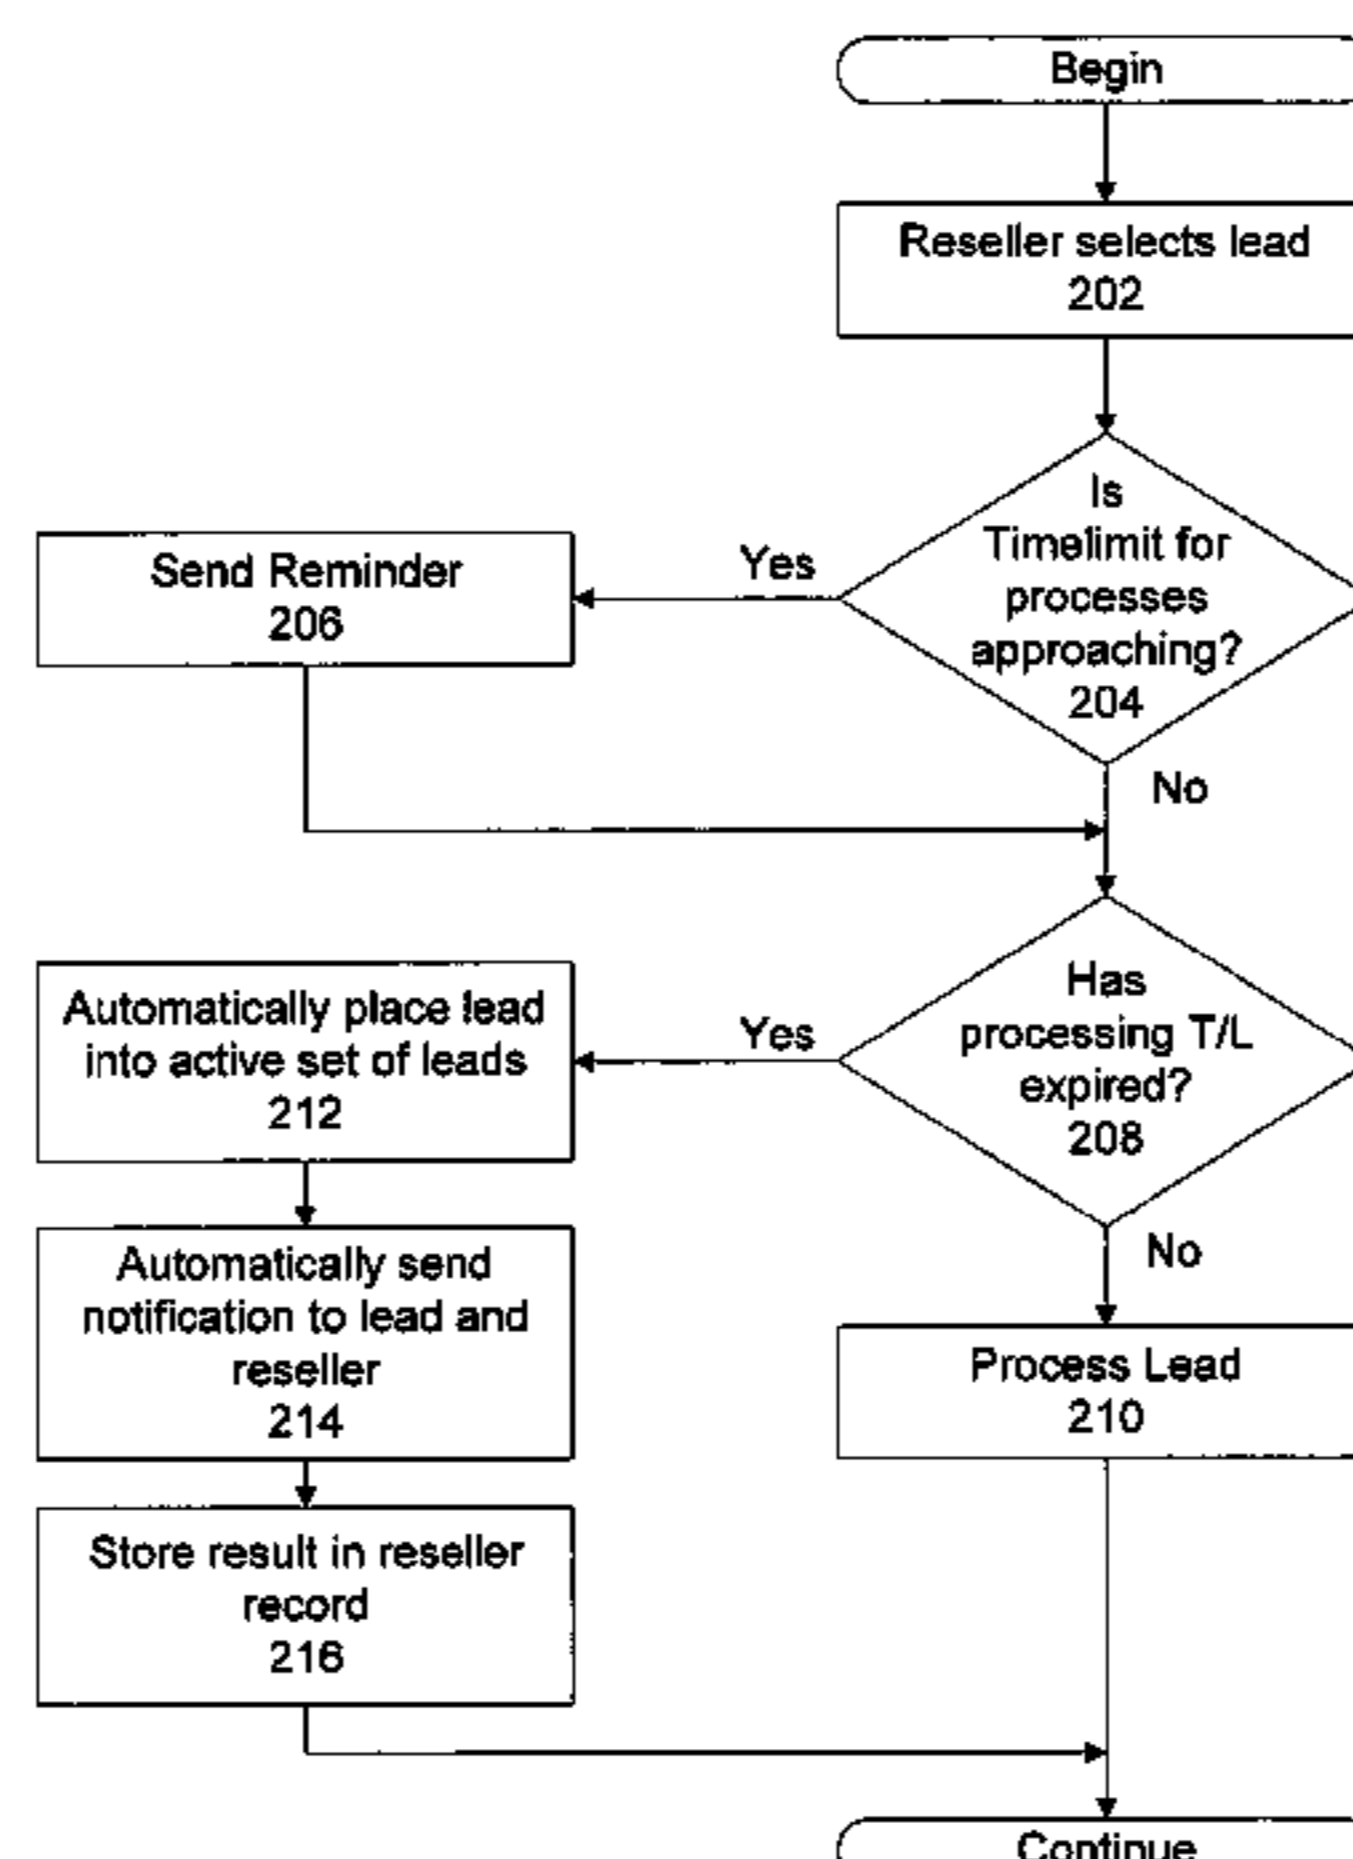 Begin
Reseller selects lead
202
Is
Timelimit for
processes
approaching?
204
Yes
Send Reminder
206
No
Has
processing T/L
expired?
208
Yes
Automatically place lead
into active set of leads
212
Automatically send
notification to lead and
reseller
214
Store result in reseller
record
216
No
Process Lead
210
Continue